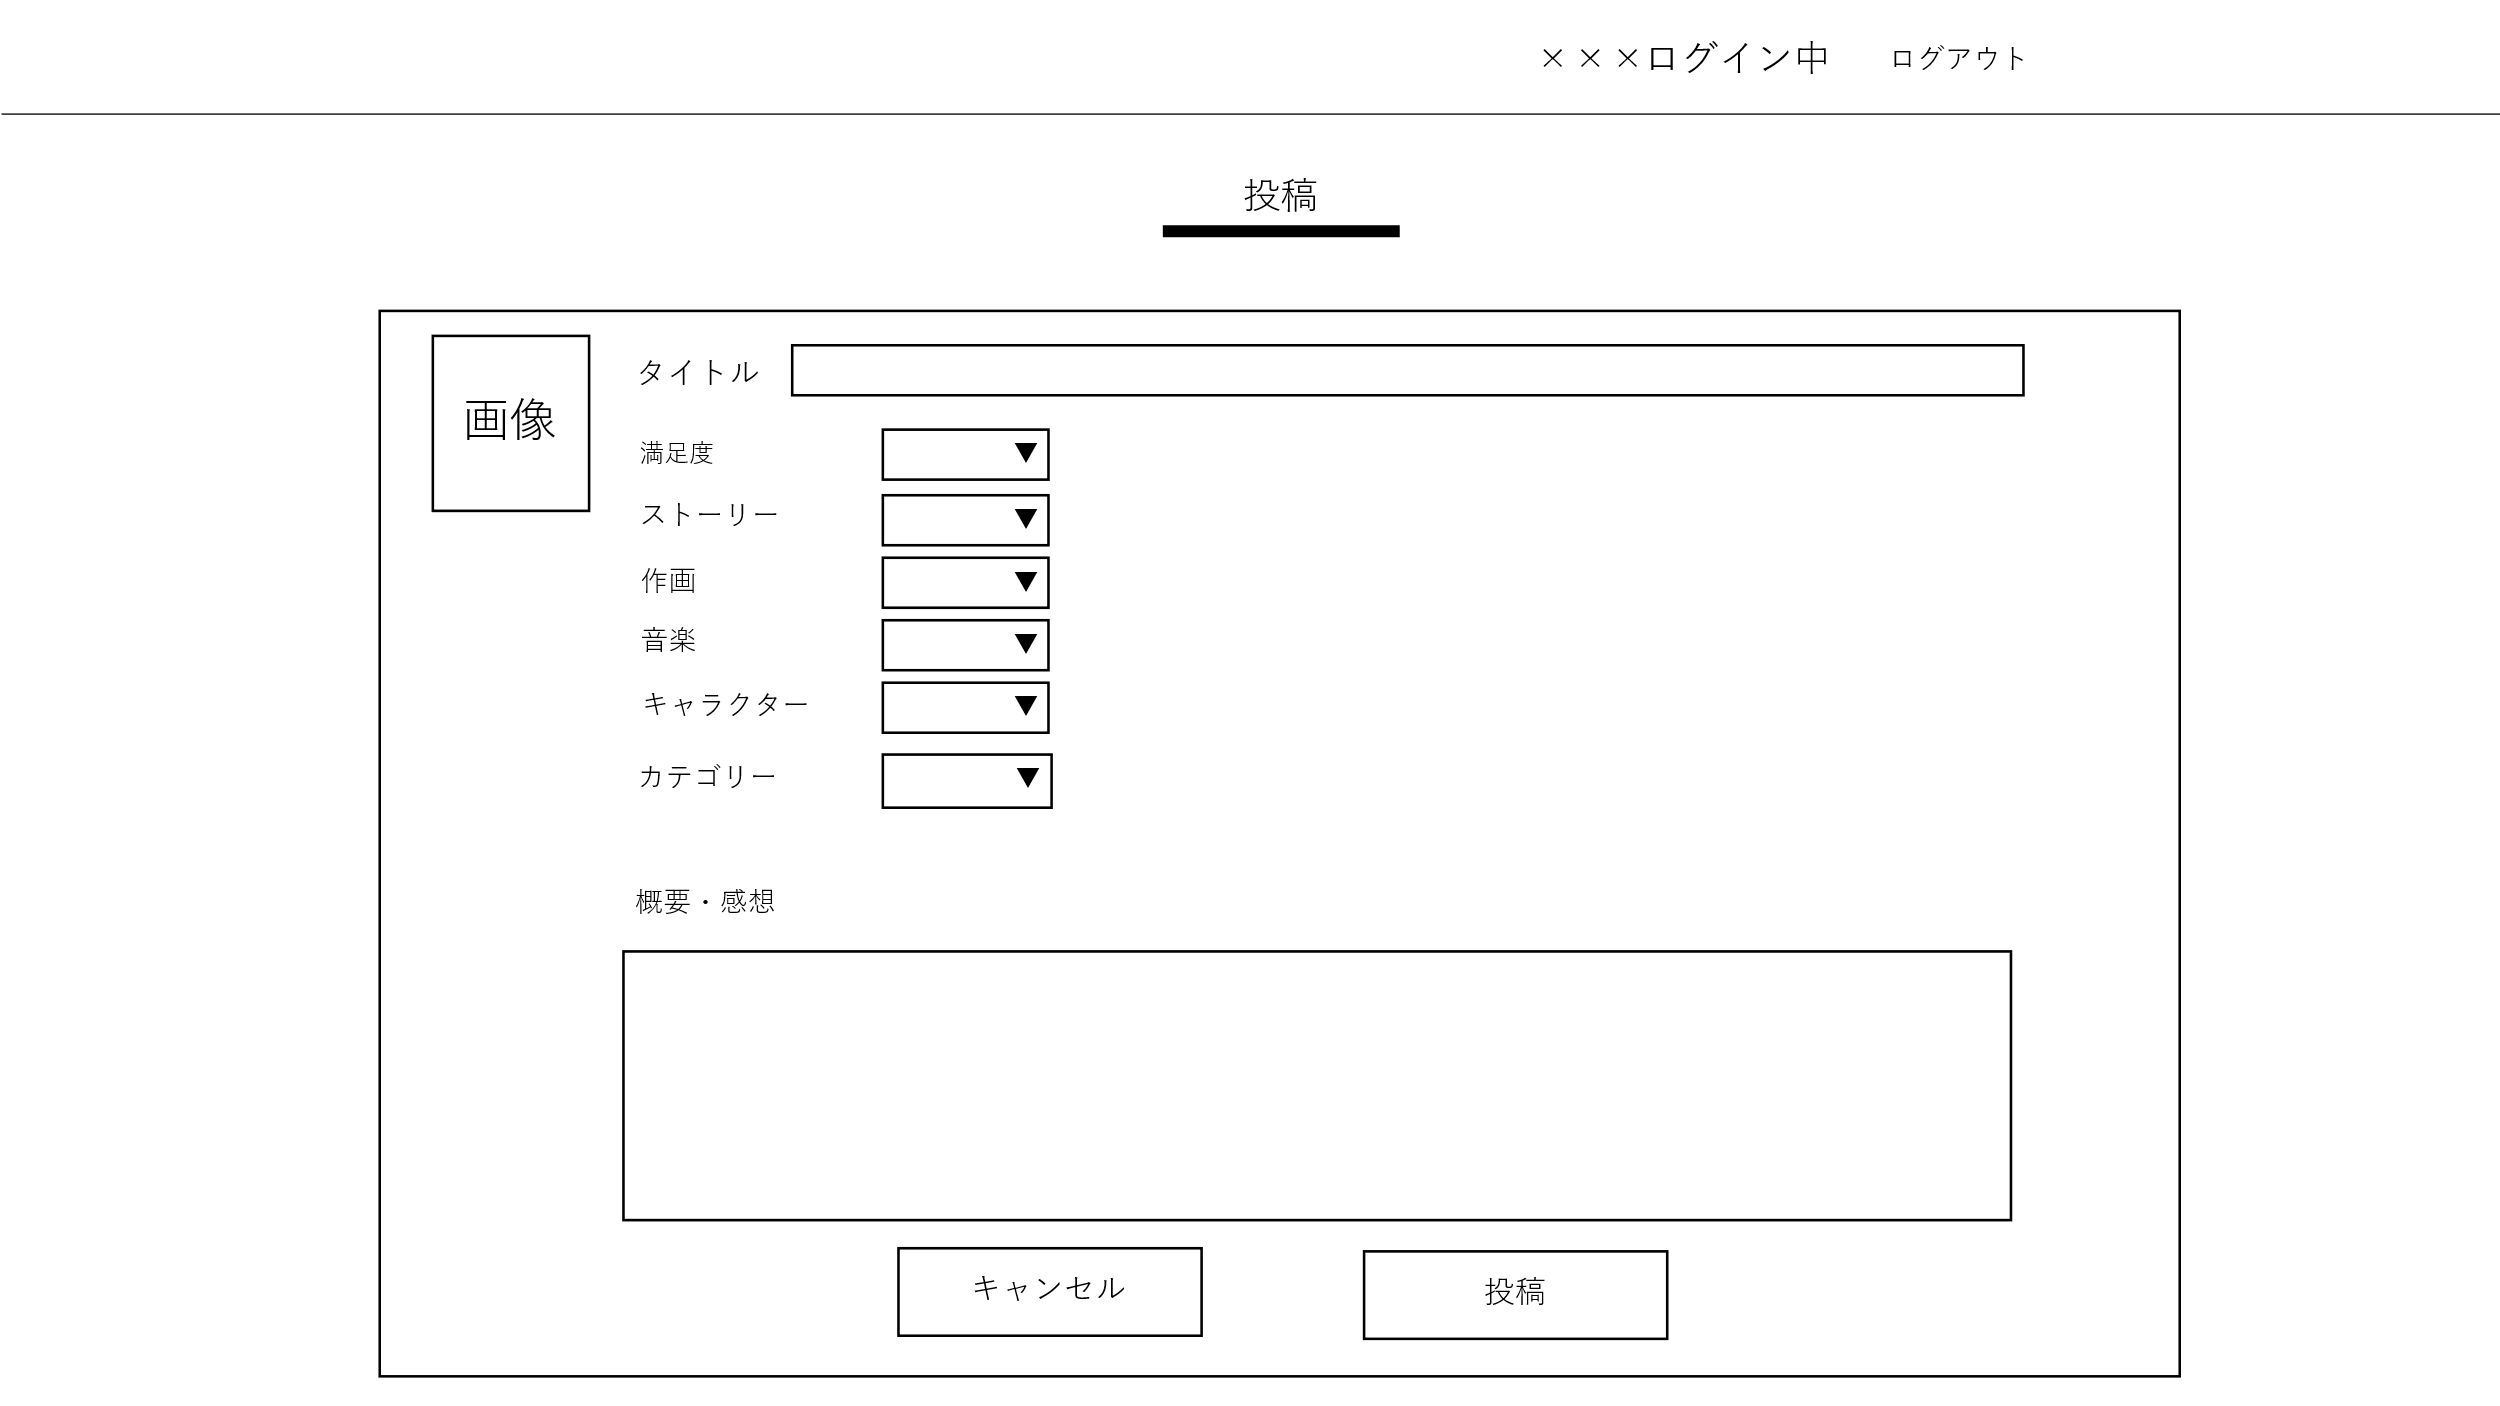 ×××ログイン中 ログアウト
投稿
画像
タイトル
満足度
ストーリー
作画
音楽
キャラクター
カテゴリー
概要・感想
キャンセル
投稿